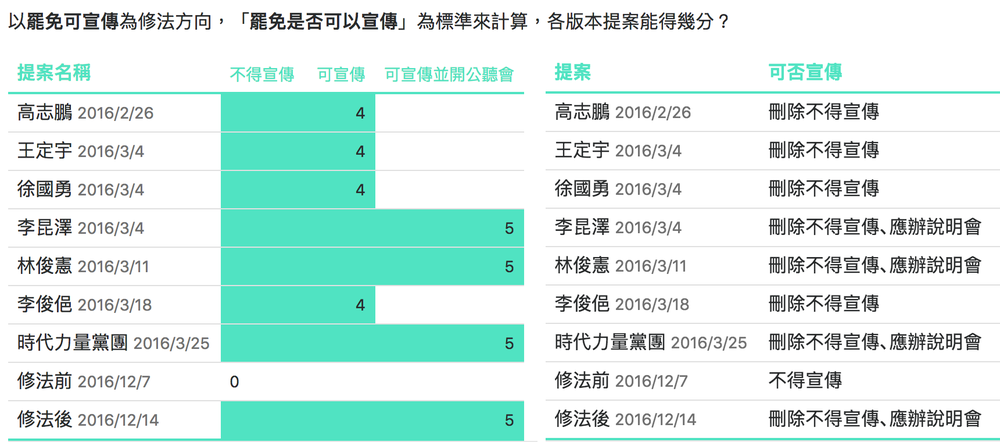 以罷免可宣傳為修法方向，「罷免是否可以宣傳」為標準來計算，各版本提案能得幾分？
提案名稱 不得宣傳 可宣傳 可宣傳並開公聽會
高志鵬 2016/2/26 4
王定宇 2016/3/4 4
徐國勇 2016/3/4 4
李昆澤 2016/3/4 5
林俊憲 2016/3/11 5
李俊俋 2016/3/18 4
時代力量黨團 2016/3/25 5
修法前 2016/12/7 0
修法後 2016/12/14 5
提案 可否宣傳
高志鵬 2016/2/26 刪除不得宣傳
王定宇 2016/3/4 刪除不得宣傳
徐國勇 2016/3/4 刪除不得宣傳
李昆澤 2016/3/4 刪除不得宣傳、應辦說明會
林俊憲 2016/3/11 刪除不得宣傳、應辦說明會
李俊俋 2016/3/18 刪除不得宣傳
時代力量黨團 2016/3/25 刪除不得宣傳、應辦說明會
修法前 2016/12/7 不得宣傳
修法後 2016/12/14 刪除不得宣傳、應辦說明會